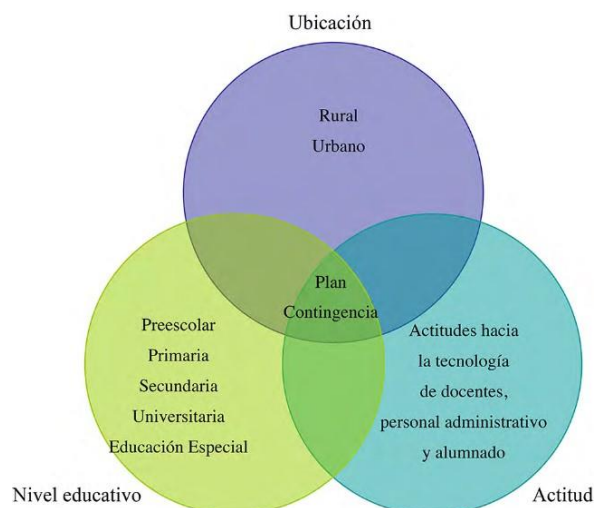 Ubicación
Rural
Urbano
Plan
Contingencia
Preescolar
Primaria
Secundaria
Universitaria
Educación Especial
Actitudes hacia
la tecnología
de docentes,
personal administrativo
y alumnado
Nivel educativo
Actitud